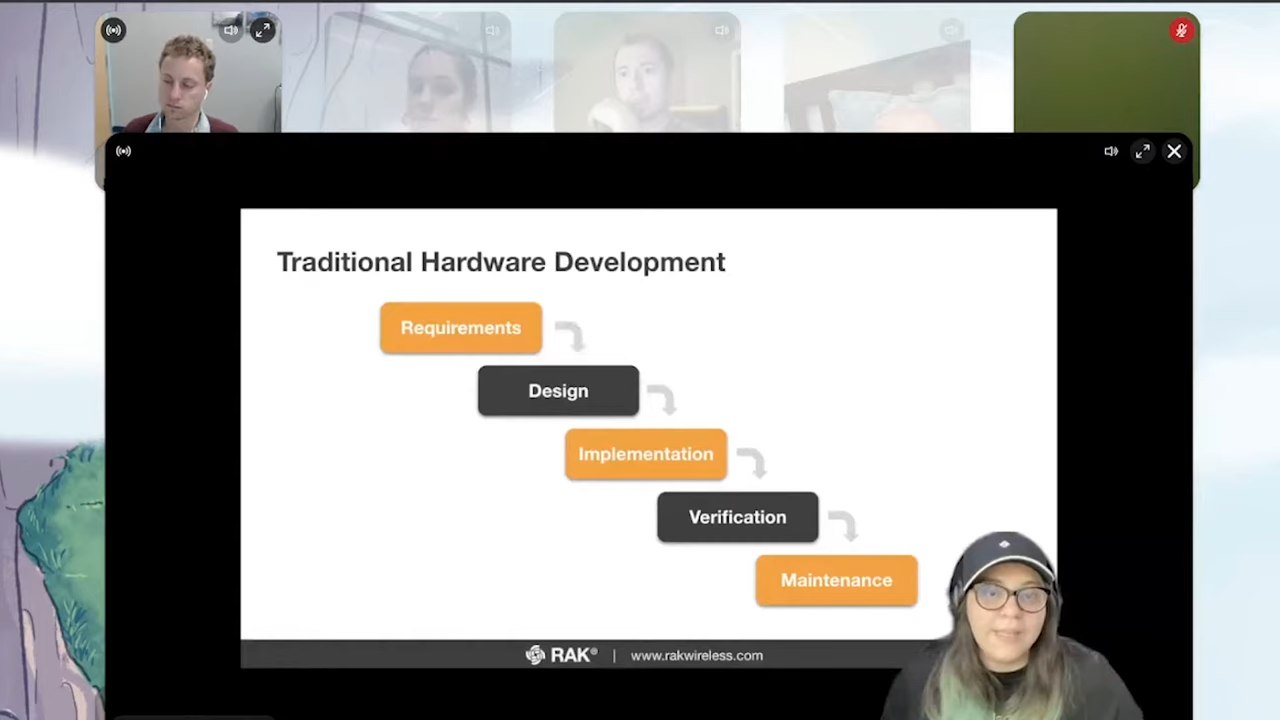 Traditional Hardware Development
Requirements
Design
Implementation
Verification
Maintenance
RAK® | www.rakwireless.com